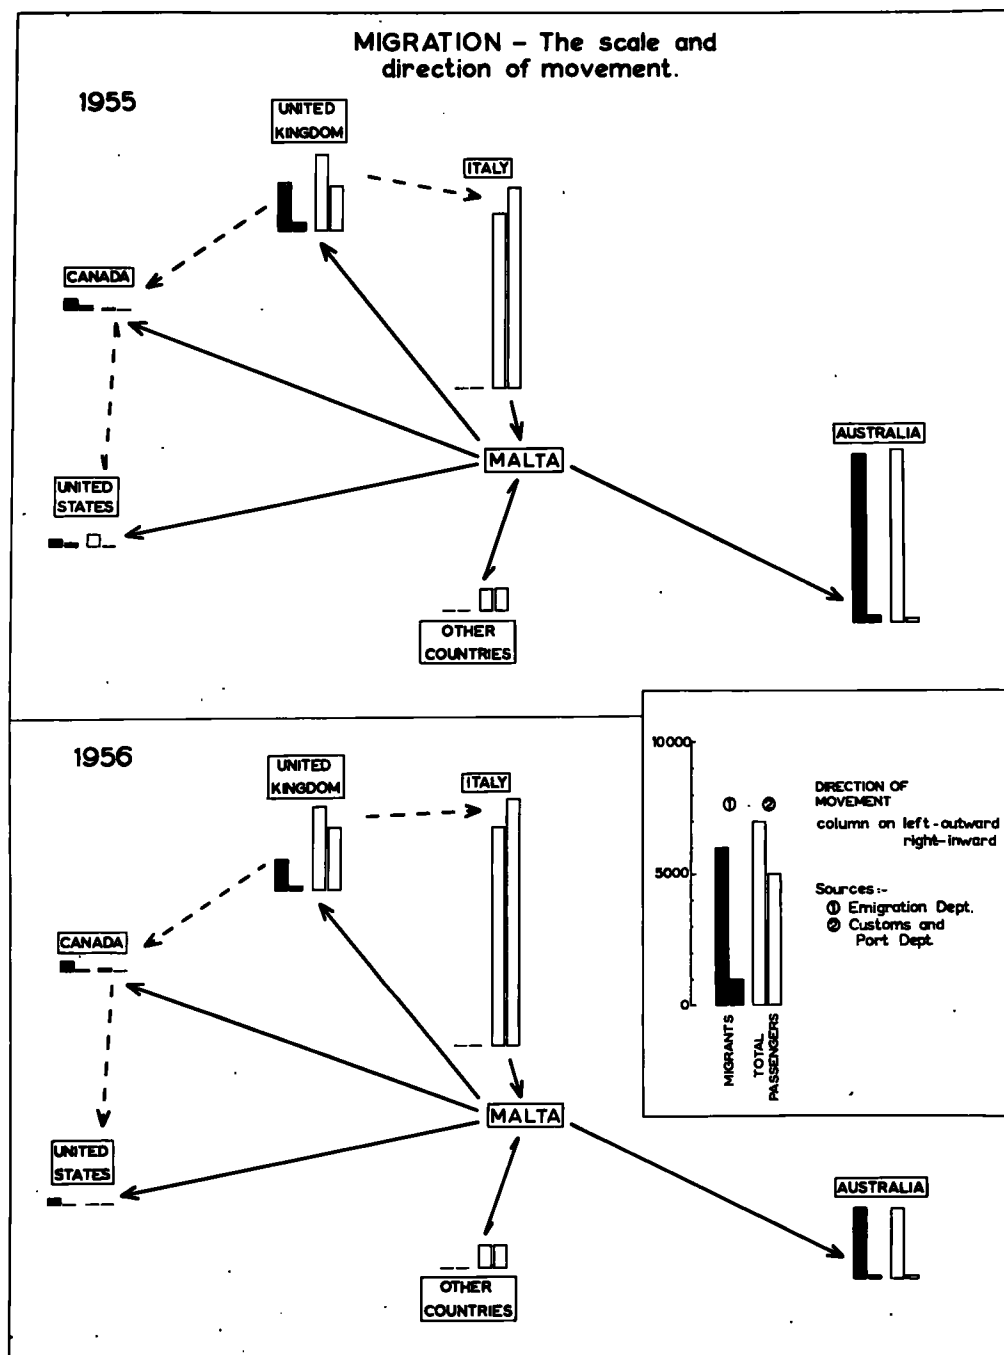 MIGRATION - The scale and
direction of movement.
1955
UNITED
KINGDOM
ITALY
CANADA
AUSTRALIA
MALTA
UNITED
STATES
OTHER
COUNTRIES
1956
UNITED
KINGDOM
ITALY
CANADA
MALTA
UNITED
STATES
AUSTRALIA
OTHER
COUNTRIES
10000
5000
0
① ②
MIGRANTS
TOTAL
PASSENGERS
DIRECTION OF
MOVEMENT
column on left-outward
right-inward
Sources:-
① Emigration Dept.
② Customs and
Port Dept